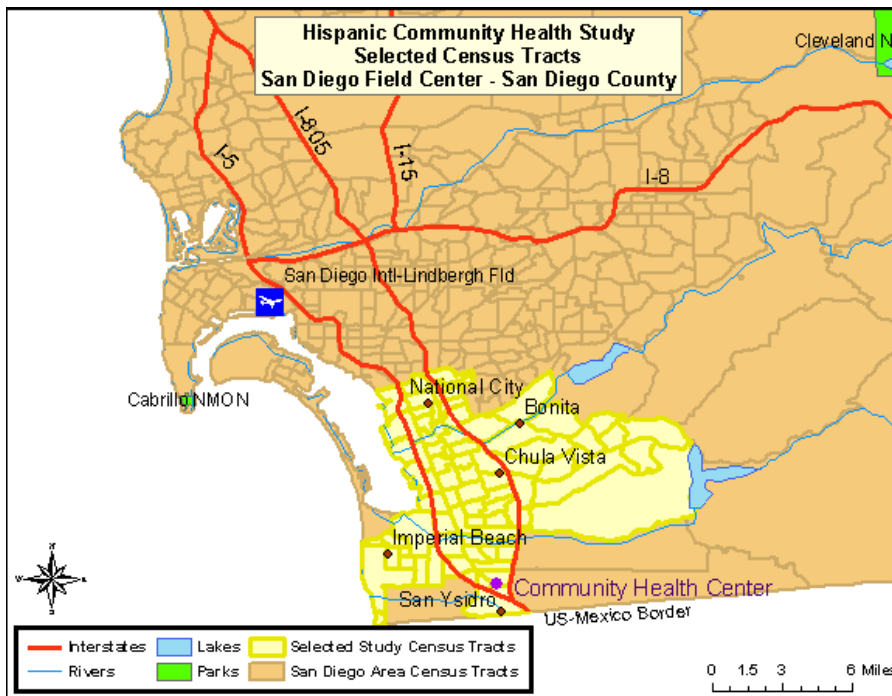 Hispanic Community Health Study
Selected Census Tracts
San Diego Field Center - San Diego County
Cleveland N
I-5
I-805
I-15
I-8
San Diego Intl-Lindbergh Fld
Cabrillo NMON
National City
Bonita
Chula Vista
Imperial Beach
Community Health Center
San Ysidro
US-Mexico Border
N
W
E
S
Interstates
Lakes
Selected Study Census Tracts
Rivers
Parks
San Diego Area Census Tracts
0 1.5 3 6 Miles